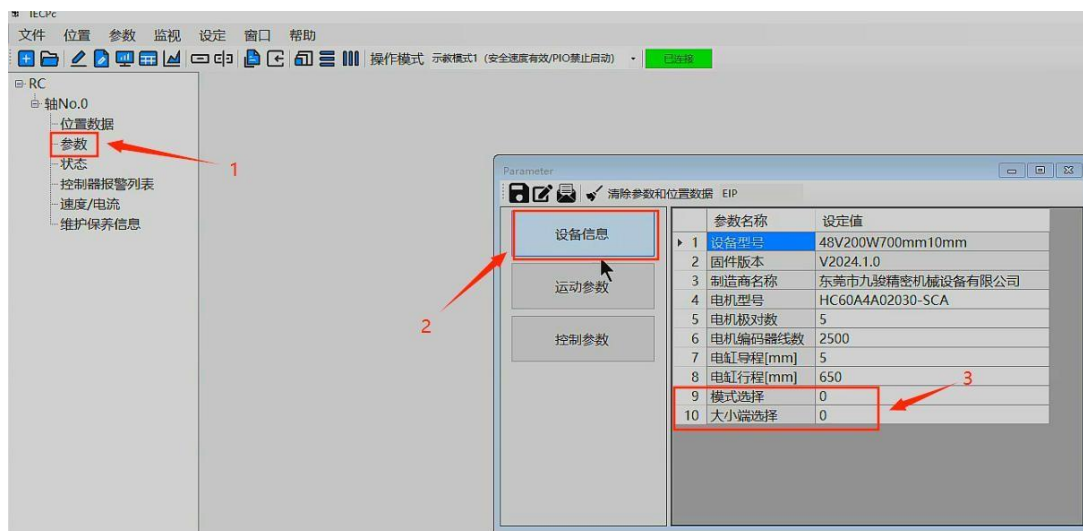 IECPc
文件 位置 参数 监视 设定 窗口 帮助
操作模式 示教模式1 (安全速度有效/PIO禁止启动) 已连接
RC
轴No.0
位置数据
参数
状态
控制器报警列表
速度/电流
维护保养信息
1
Parameter
清除参数和位置数据 EIP
设备信息
运动参数
控制参数
2
参数名称 设定值
1 设备型号 48V200W700mm10mm
2 固件版本 V2024.1.0
3 制造商名称 东莞市九骏精密机械设备有限公司
4 电机型号 HC60A4A02030-SCA
5 电机极对数 5
6 电机编码器线数 2500
7 电缸导程[mm] 5
8 电缸行程[mm] 650
9 模式选择 0
10 大小端选择 0
3